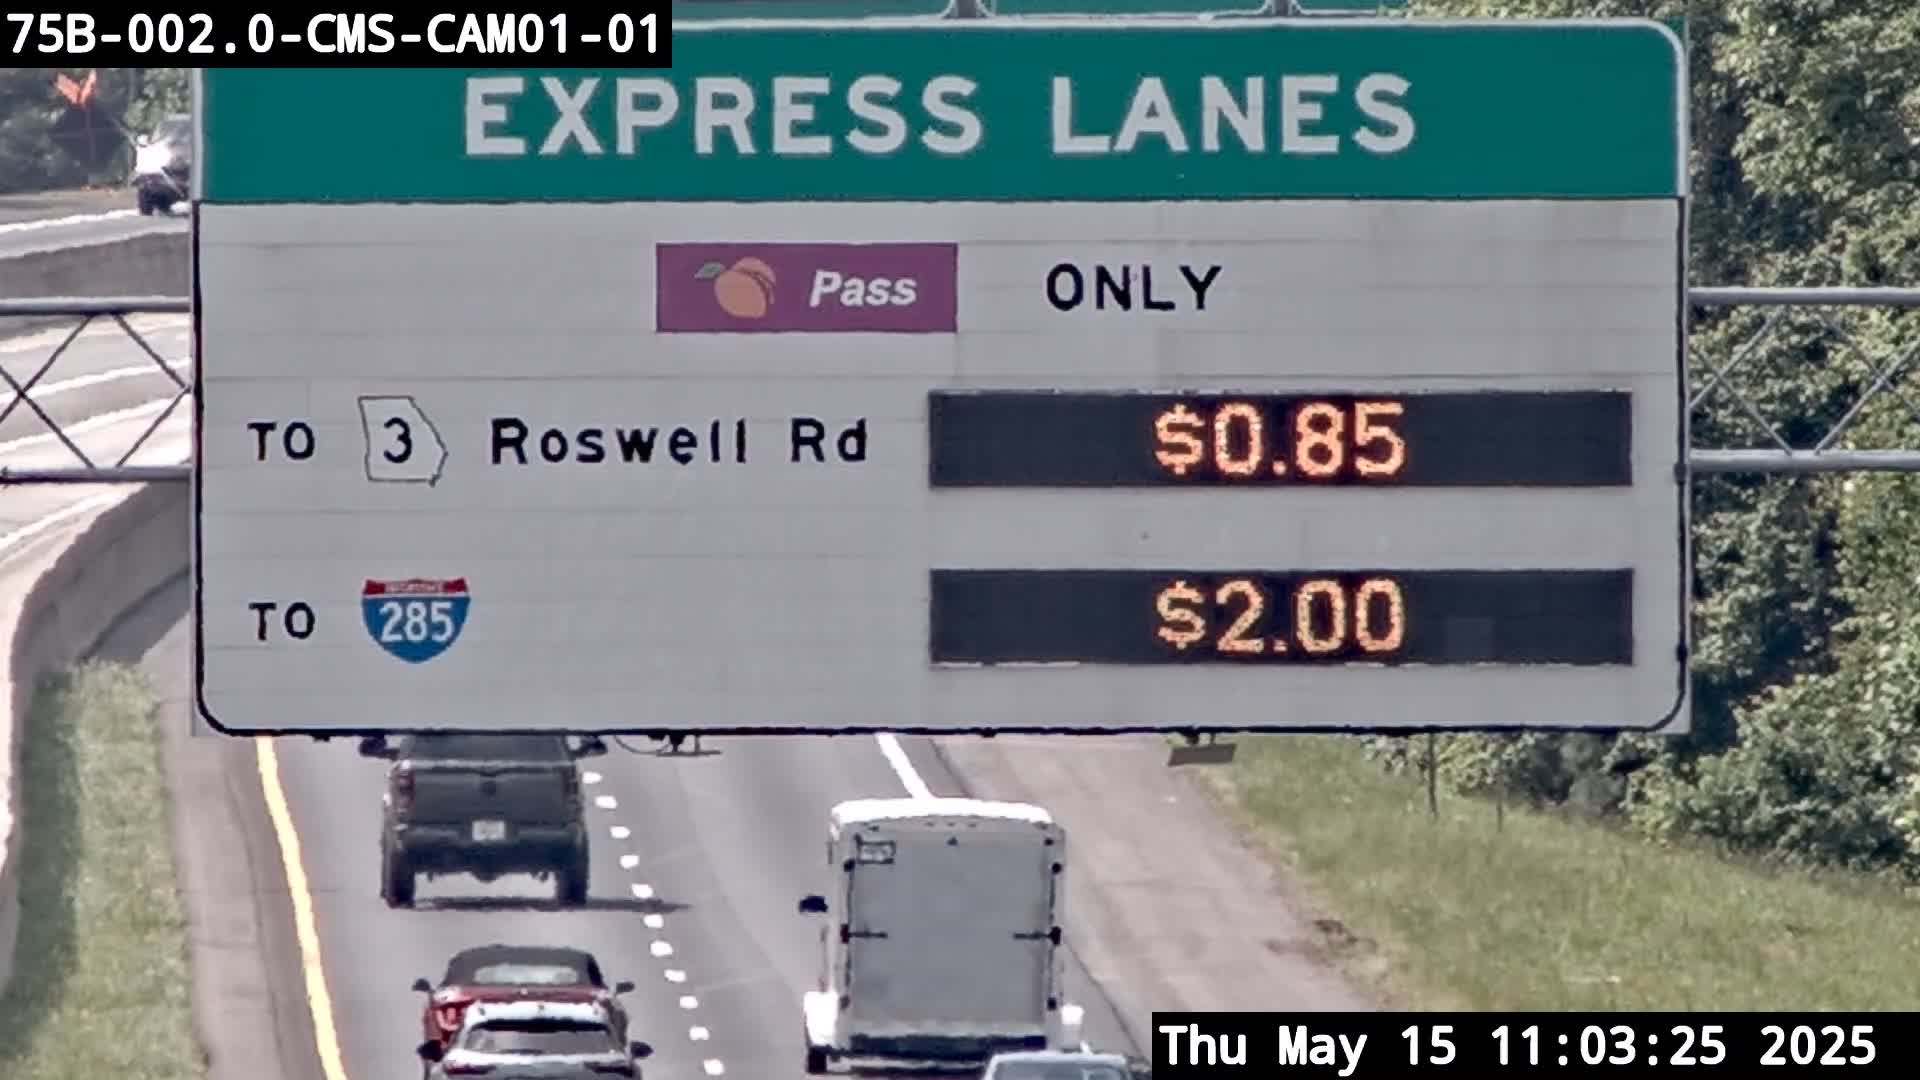 75B-002.0-CMS-CAM01-01
EXPRESS LANES
Pass ONLY
TO 3 Roswell Rd $0.85
TO 285 $2.00
Thu May 15 11:03:25 2025